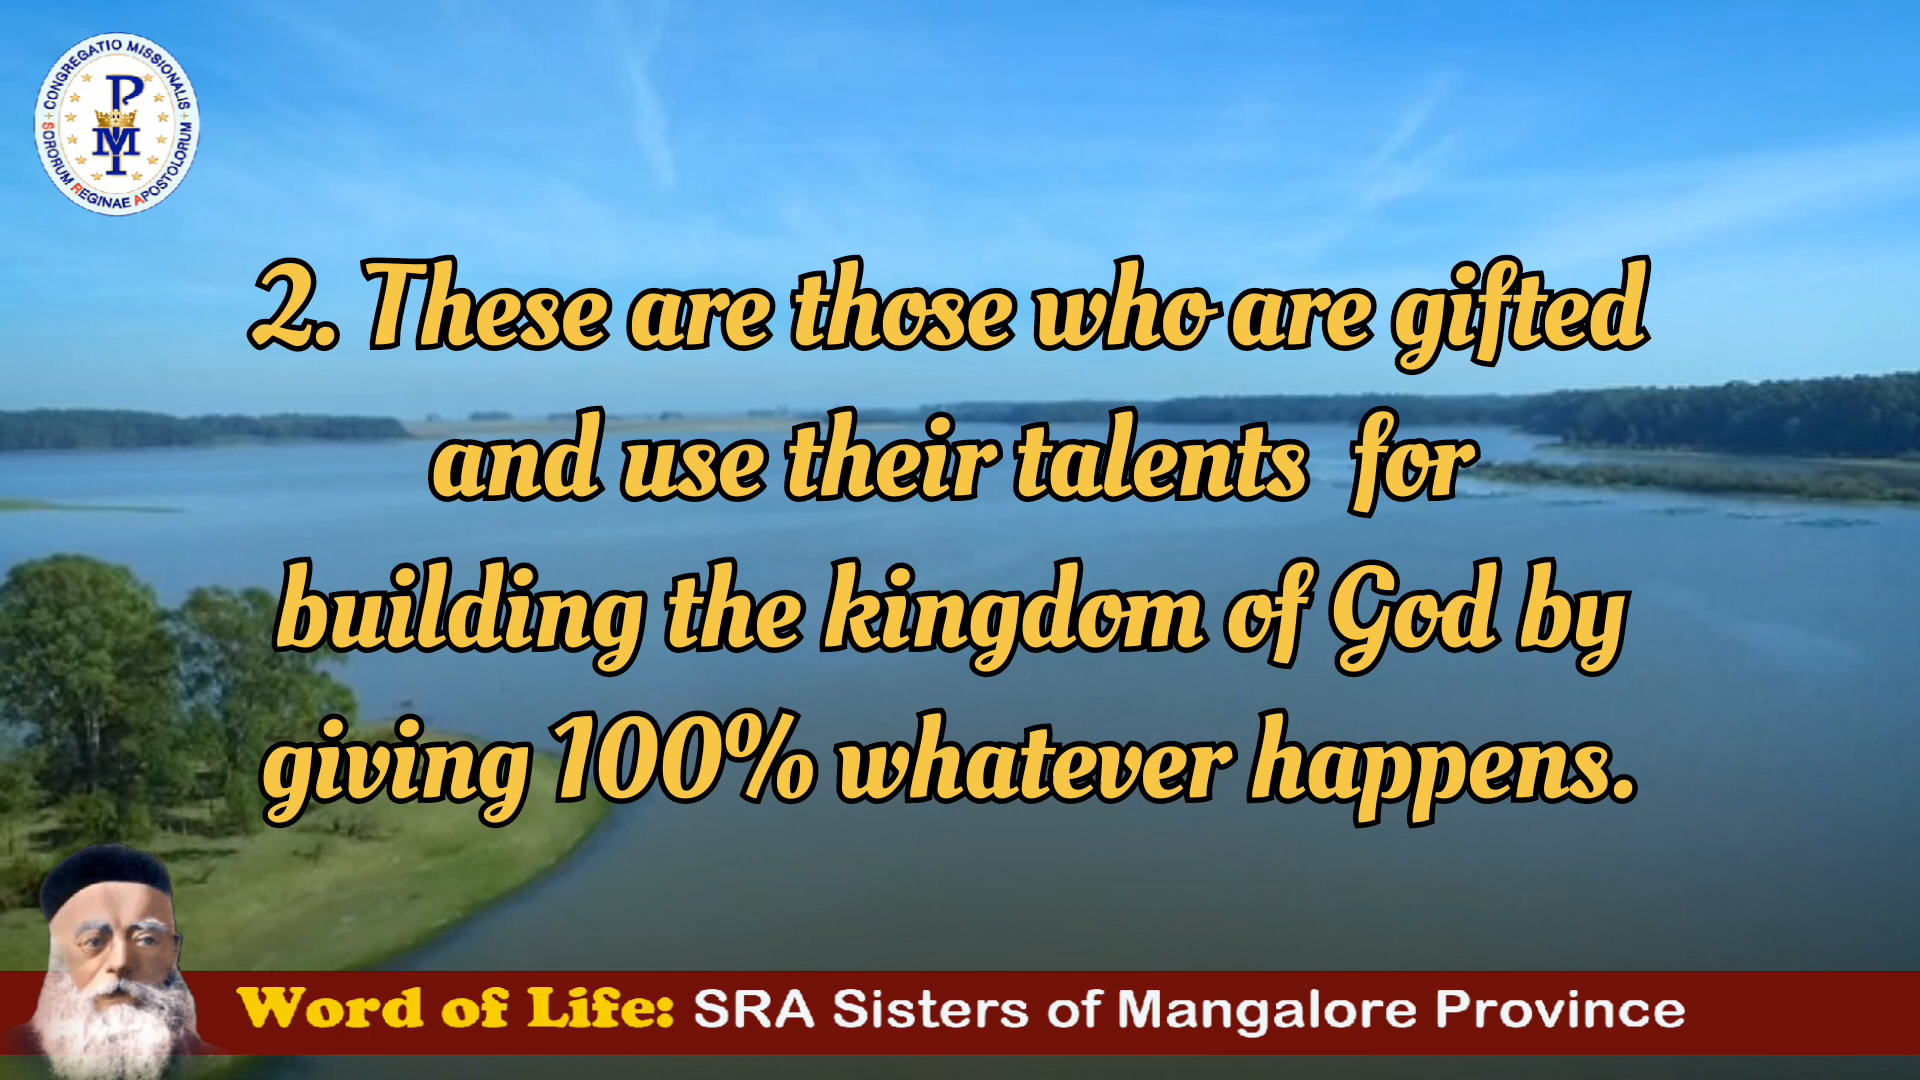 CONGREGATIO MISSIONALIS
SORORUM REGINAE APOSTOLORUM
2. These are those who are gifted
and use their talents for
building the kingdom of God by
giving 100% whatever happens.
Word of Life: SRA Sisters of Mangalore Province